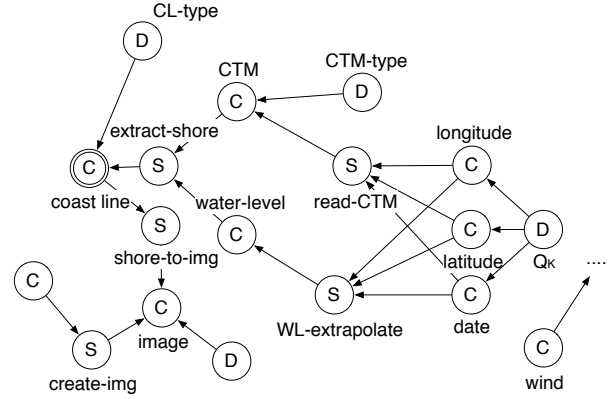 CL-type
D
CTM
CTM-type
C
D
extract-shore
longitude
C
S
S
C
coast line
water-level
read-CTM
S
C
C
D
shore-to-img
latitude
QK
....
C
C
S
C
image
WL-extrapolate
date
S
D
C
create-img
wind